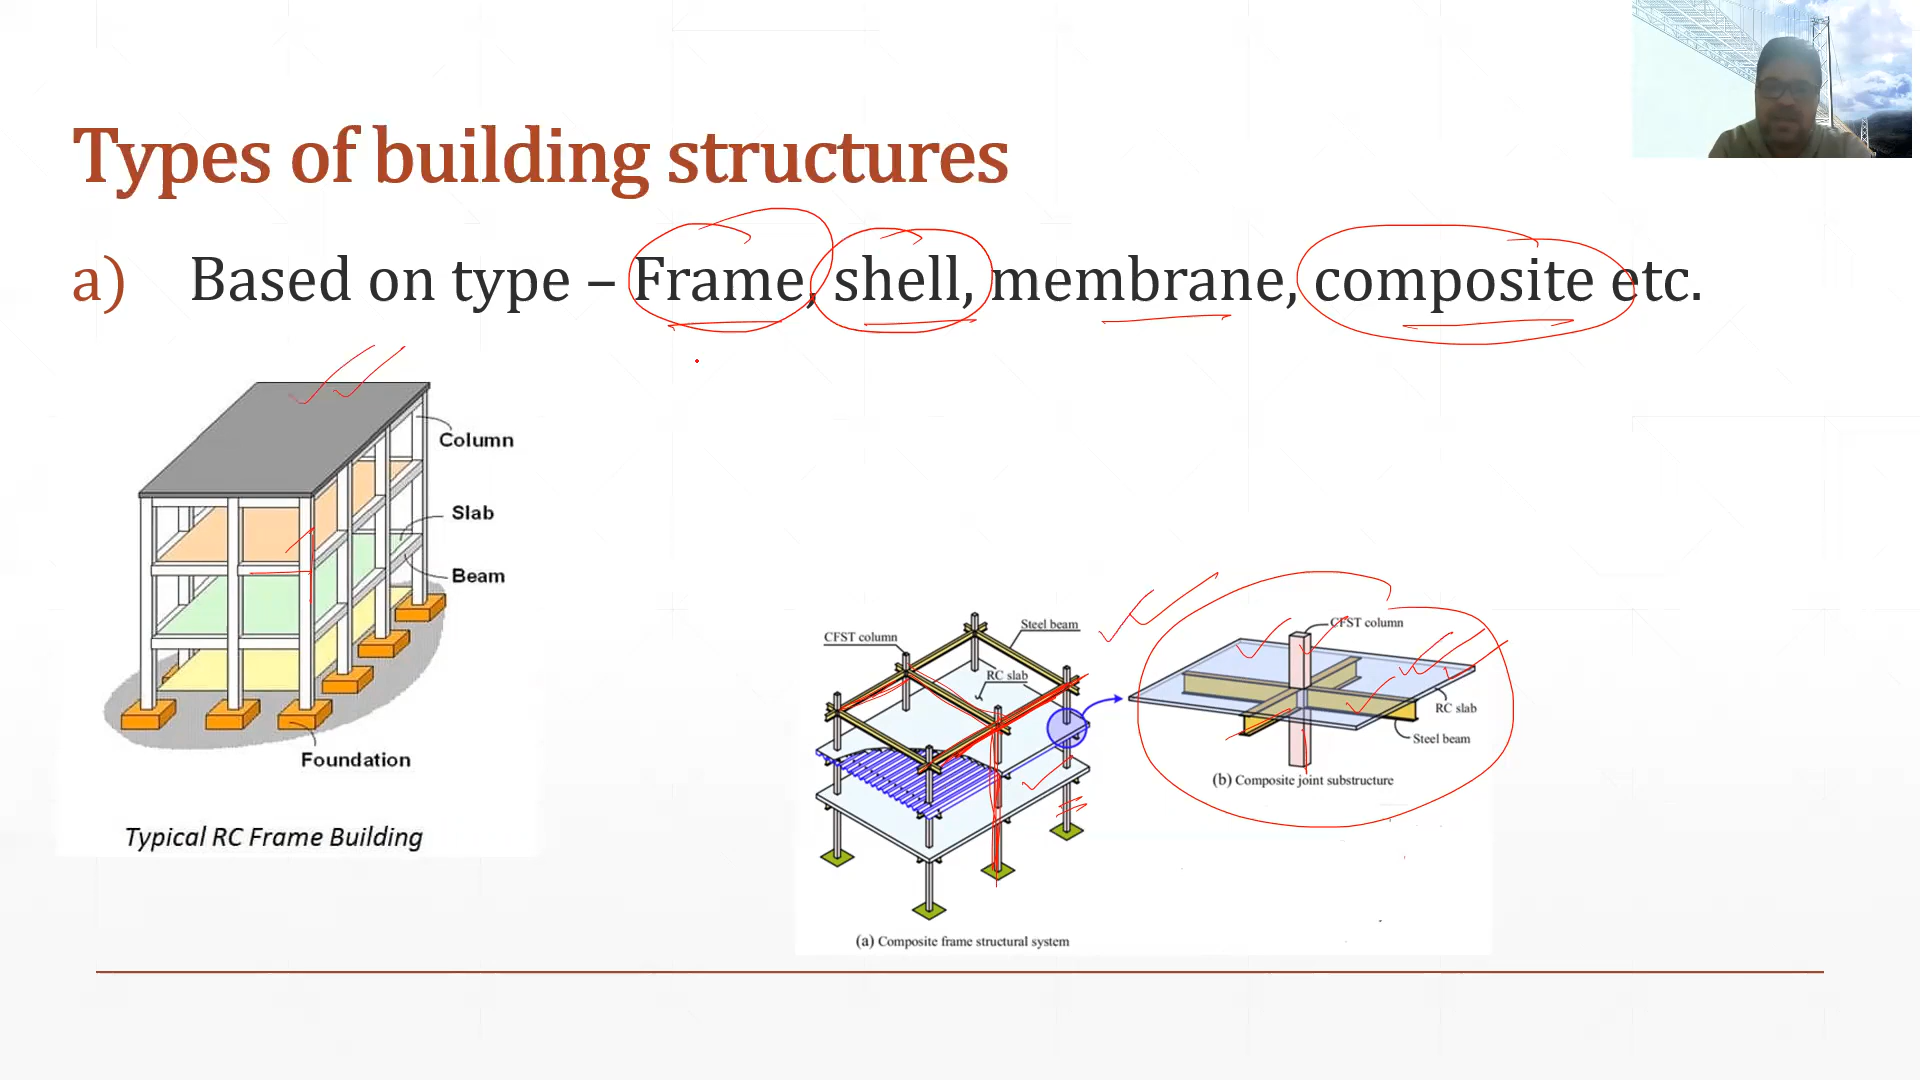 Types of building structures
a) Based on type – Frame, shell, membrane, composite etc.
Column
Slab
Beam
Foundation
Typical RC Frame Building
CFST column
Steel beam
RC slab
(a) Composite frame structural system
CFST column
RC slab
Steel beam
(b) Composite joint substructure